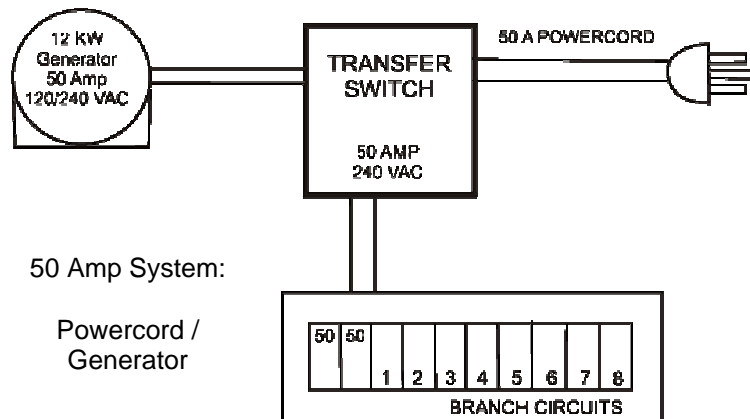 12 KW
Generator
50 Amp
120/240 VAC
TRANSFER
SWITCH
50 AMP
240 VAC
50 A POWERCORD
50 Amp System:
Powercord /
Generator
50 50 1 2 3 4 5 6 7 8
BRANCH CIRCUITS